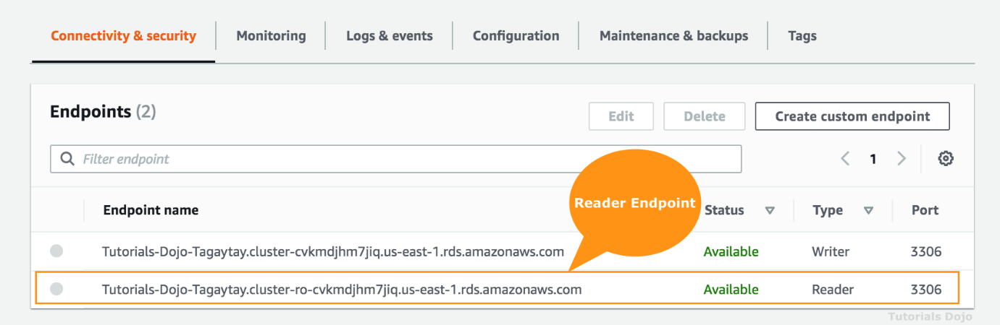 Connectivity & security Monitoring Logs & events Configuration Maintenance & backups Tags
Endpoints (2) Edit Delete Create custom endpoint
Filter endpoint 1
Reader Endpoint
Endpoint name Status Type Port
Tutorials-Dojo-Tagaytay.cluster-cvkmdjhm7jiq.us-east-1.rds.amazonaws.com Available Writer 3306
Tutorials-Dojo-Tagaytay.cluster-ro-cvkmdjhm7jiq.us-east-1.rds.amazonaws.com Available Reader 3306
Tutorials Dojo